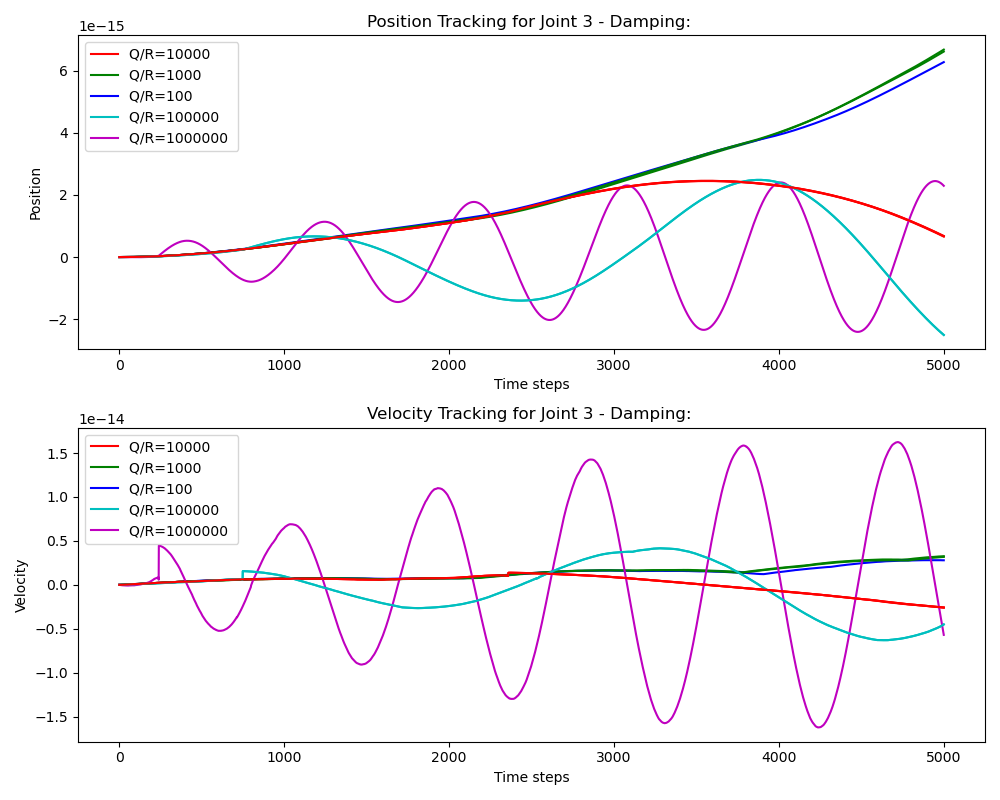 Position Tracking for Joint 3 - Damping:
1e−15
Q/R=10000
Q/R=1000
Q/R=100
Q/R=100000
Q/R=1000000
6
4
2
0
−2
Position
0 1000 2000 3000 4000 5000
Time steps
Velocity Tracking for Joint 3 - Damping:
1e−14
Q/R=10000
Q/R=1000
Q/R=100
Q/R=100000
Q/R=1000000
1.5
1.0
0.5
0.0
−0.5
−1.0
−1.5
Velocity
0 1000 2000 3000 4000 5000
Time steps